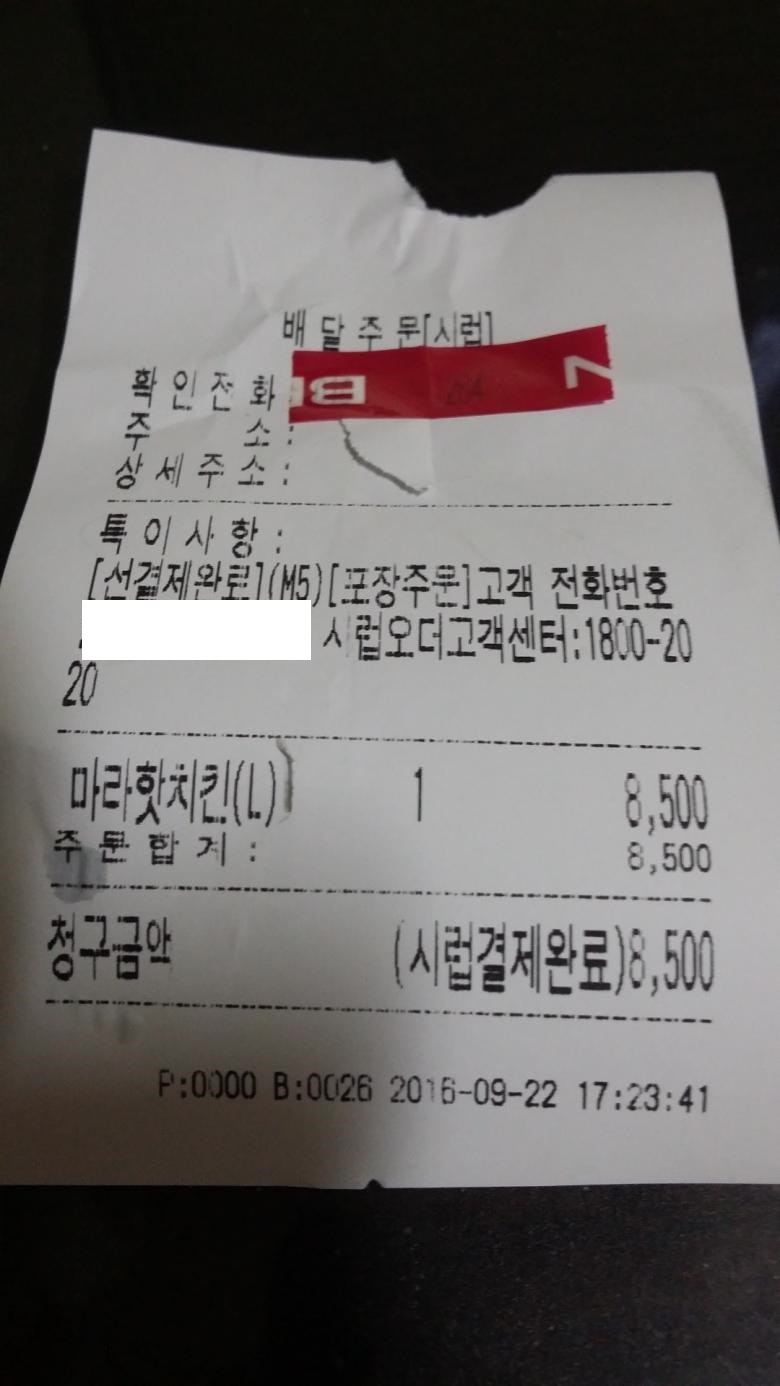 배달주문[시럽]
확인전화
주 소:
상세주소:
특이사항:
[선결제완료](M5)[포장주문]고객 전화번호
시럽오더고객센터:1800-20
20
마라핫치킨(L) 1 8,500
주문합계: 8,500
청구금액 (시럽결제완료)8,500
P:0000 B:0026 2016-09-22 17:23:41